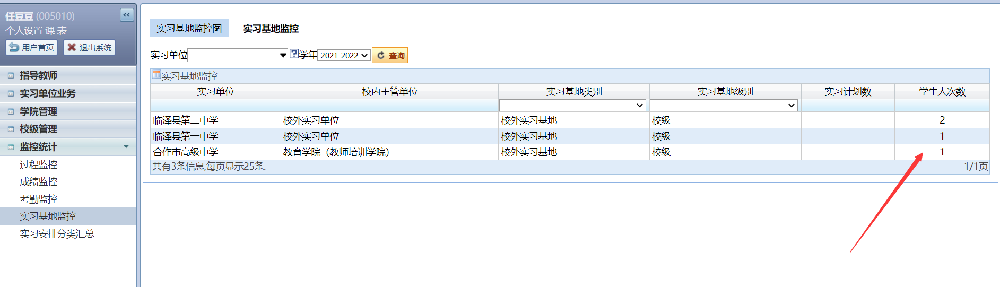 任豆豆 (005010)
个人设置 课 表
用户首页 退出系统
指导教师
实习单位业务
学院管理
校级管理
监控统计
过程监控
成绩监控
考勤监控
实习基地监控
实习安排分类汇总
实习基地监控图 实习基地监控
实习单位 学年 2021-2022 查询
实习基地监控
实习单位 校内主管单位 实习基地类别 实习基地级别 实习计划数 学生人次数
临泽县第二中学 校外实习单位 校外实习基地 校级 2
临泽县第一中学 校外实习单位 校外实习基地 校级 1
合作市高级中学 教育学院（教师培训学院） 校外实习基地 校级 1
共有3条信息,每页显示25条. 1/1页